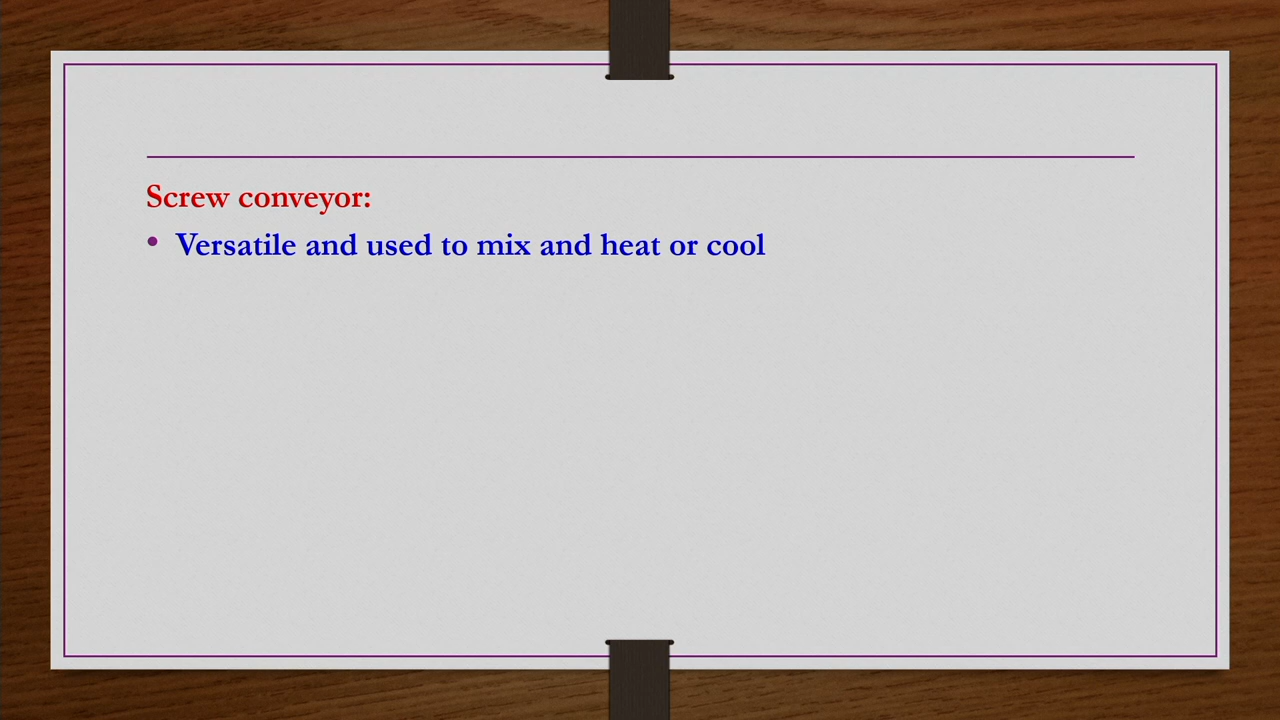 Screw conveyor:
• Versatile and used to mix and heat or cool